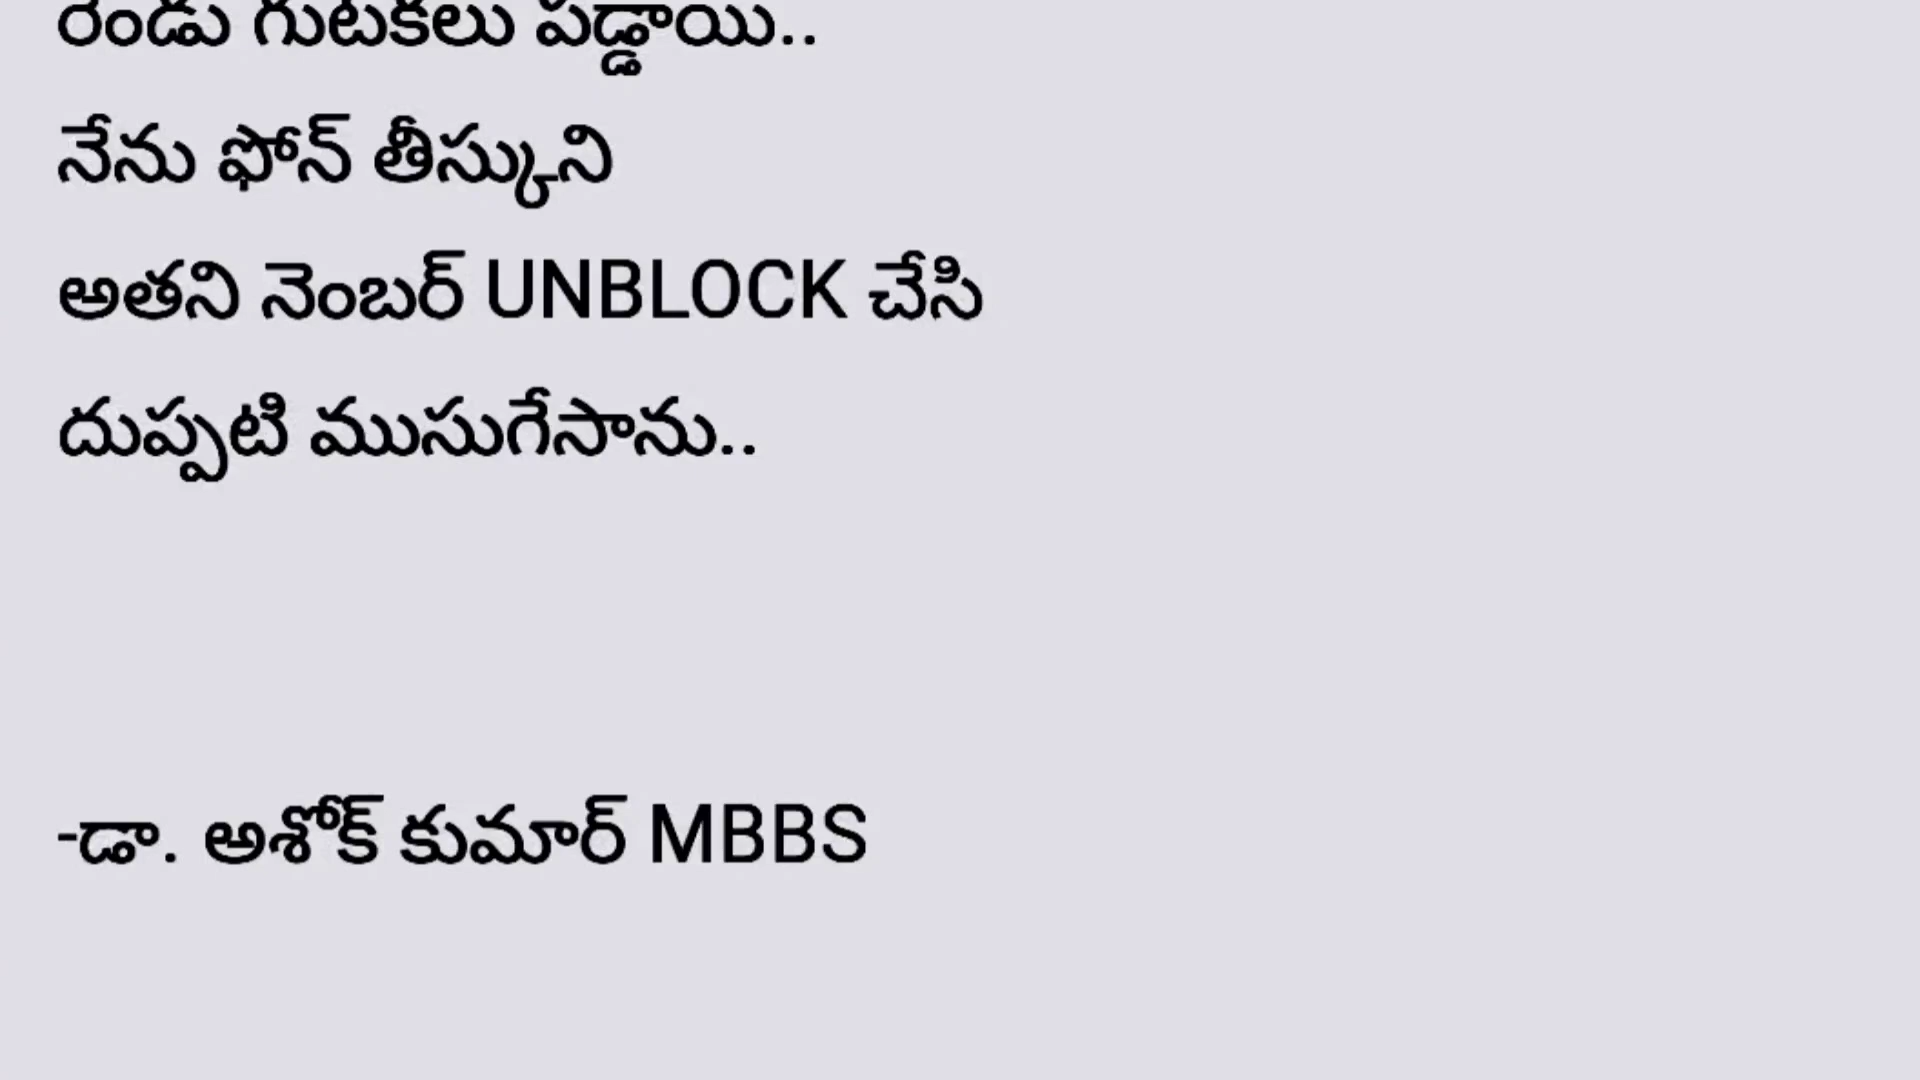 రెండు గుటకలు పడ్డాయి..
నేను ఫోన్ తీస్కుని
అతని నెంబర్ UNBLOCK చేసి
దుప్పటి ముసుగేసాను..
-డా. అశోక్ కుమార్ MBBS